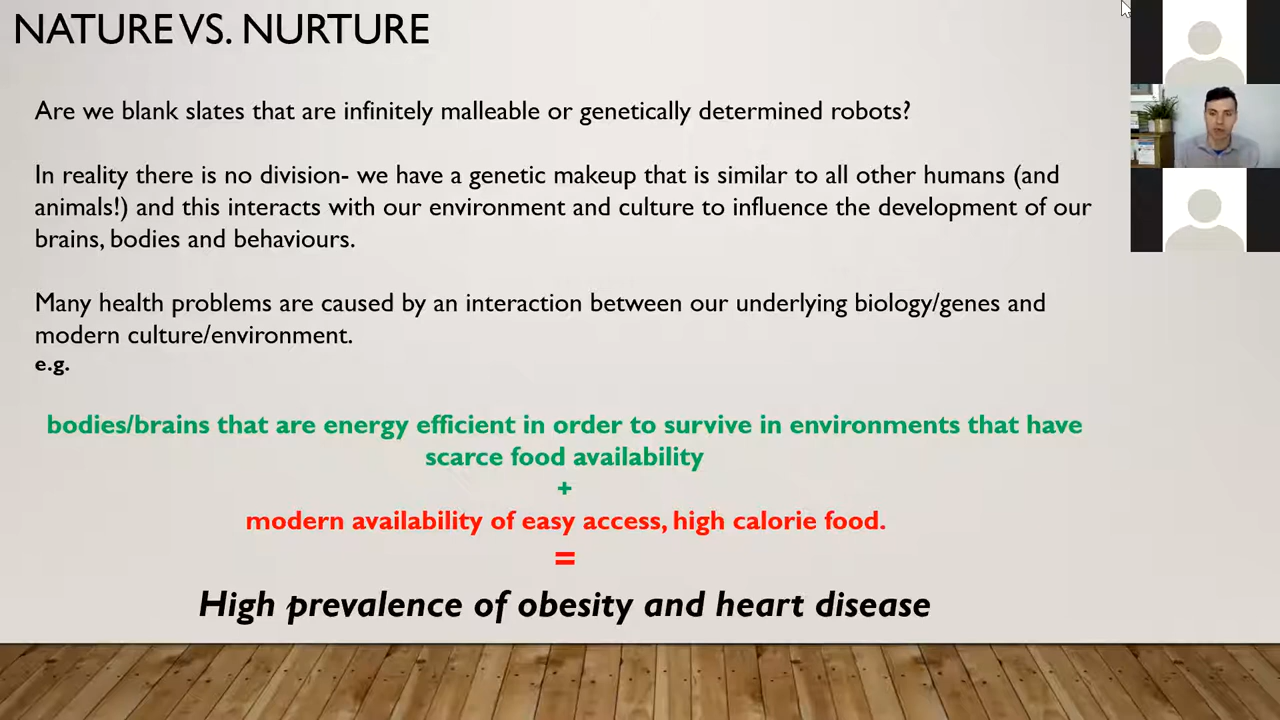 NATURE VS. NURTURE
Are we blank slates that are infinitely malleable or genetically determined robots?
In reality there is no division- we have a genetic makeup that is similar to all other humans (and
animals!) and this interacts with our environment and culture to influence the development of our
brains, bodies and behaviours.
Many health problems are caused by an interaction between our underlying biology/genes and
modern culture/environment.
e.g.
bodies/brains that are energy efficient in order to survive in environments that have
scarce food availability
+
modern availability of easy access, high calorie food.
=
High prevalence of obesity and heart disease